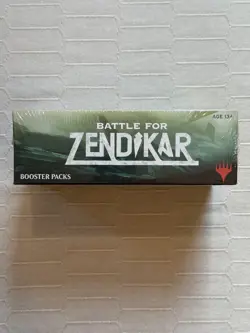 BATTLE FOR
AGE 13+
ZENDIKAR
BOOSTER PACKS